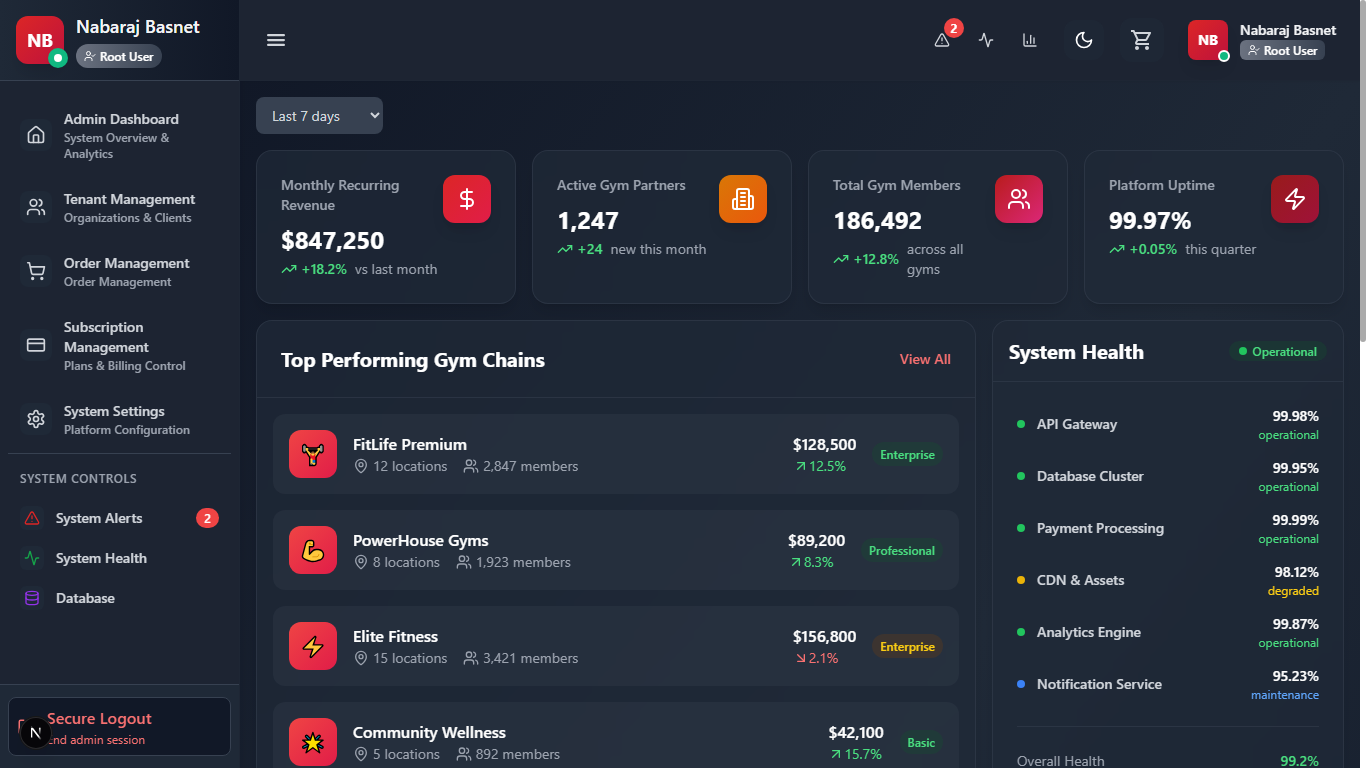 NB
Nabaraj Basnet
Root User
2
NB
Nabaraj Basnet
Root User
Admin Dashboard
System Overview &
Analytics
Tenant Management
Organizations & Clients
Order Management
Order Management
Subscription
Management
Plans & Billing Control
System Settings
Platform Configuration
SYSTEM CONTROLS
System Alerts
2
System Health
Database
Secure Logout
End admin session
N
Last 7 days
Monthly Recurring
Revenue
$847,250
+18.2% vs last month
Active Gym Partners
1,247
+24 new this month
Total Gym Members
186,492
+12.8% across all
gyms
Platform Uptime
99.97%
+0.05% this quarter
Top Performing Gym Chains
View All
FitLife Premium
12 locations 2,847 members
$128,500
12.5%
Enterprise
PowerHouse Gyms
8 locations 1,923 members
$89,200
8.3%
Professional
Elite Fitness
15 locations 3,421 members
$156,800
2.1%
Enterprise
Community Wellness
5 locations 892 members
$42,100
15.7%
Basic
System Health
Operational
API Gateway
99.98%
operational
Database Cluster
99.95%
operational
Payment Processing
99.99%
operational
CDN & Assets
98.12%
degraded
Analytics Engine
99.87%
operational
Notification Service
95.23%
maintenance
Overall Health
99.2%